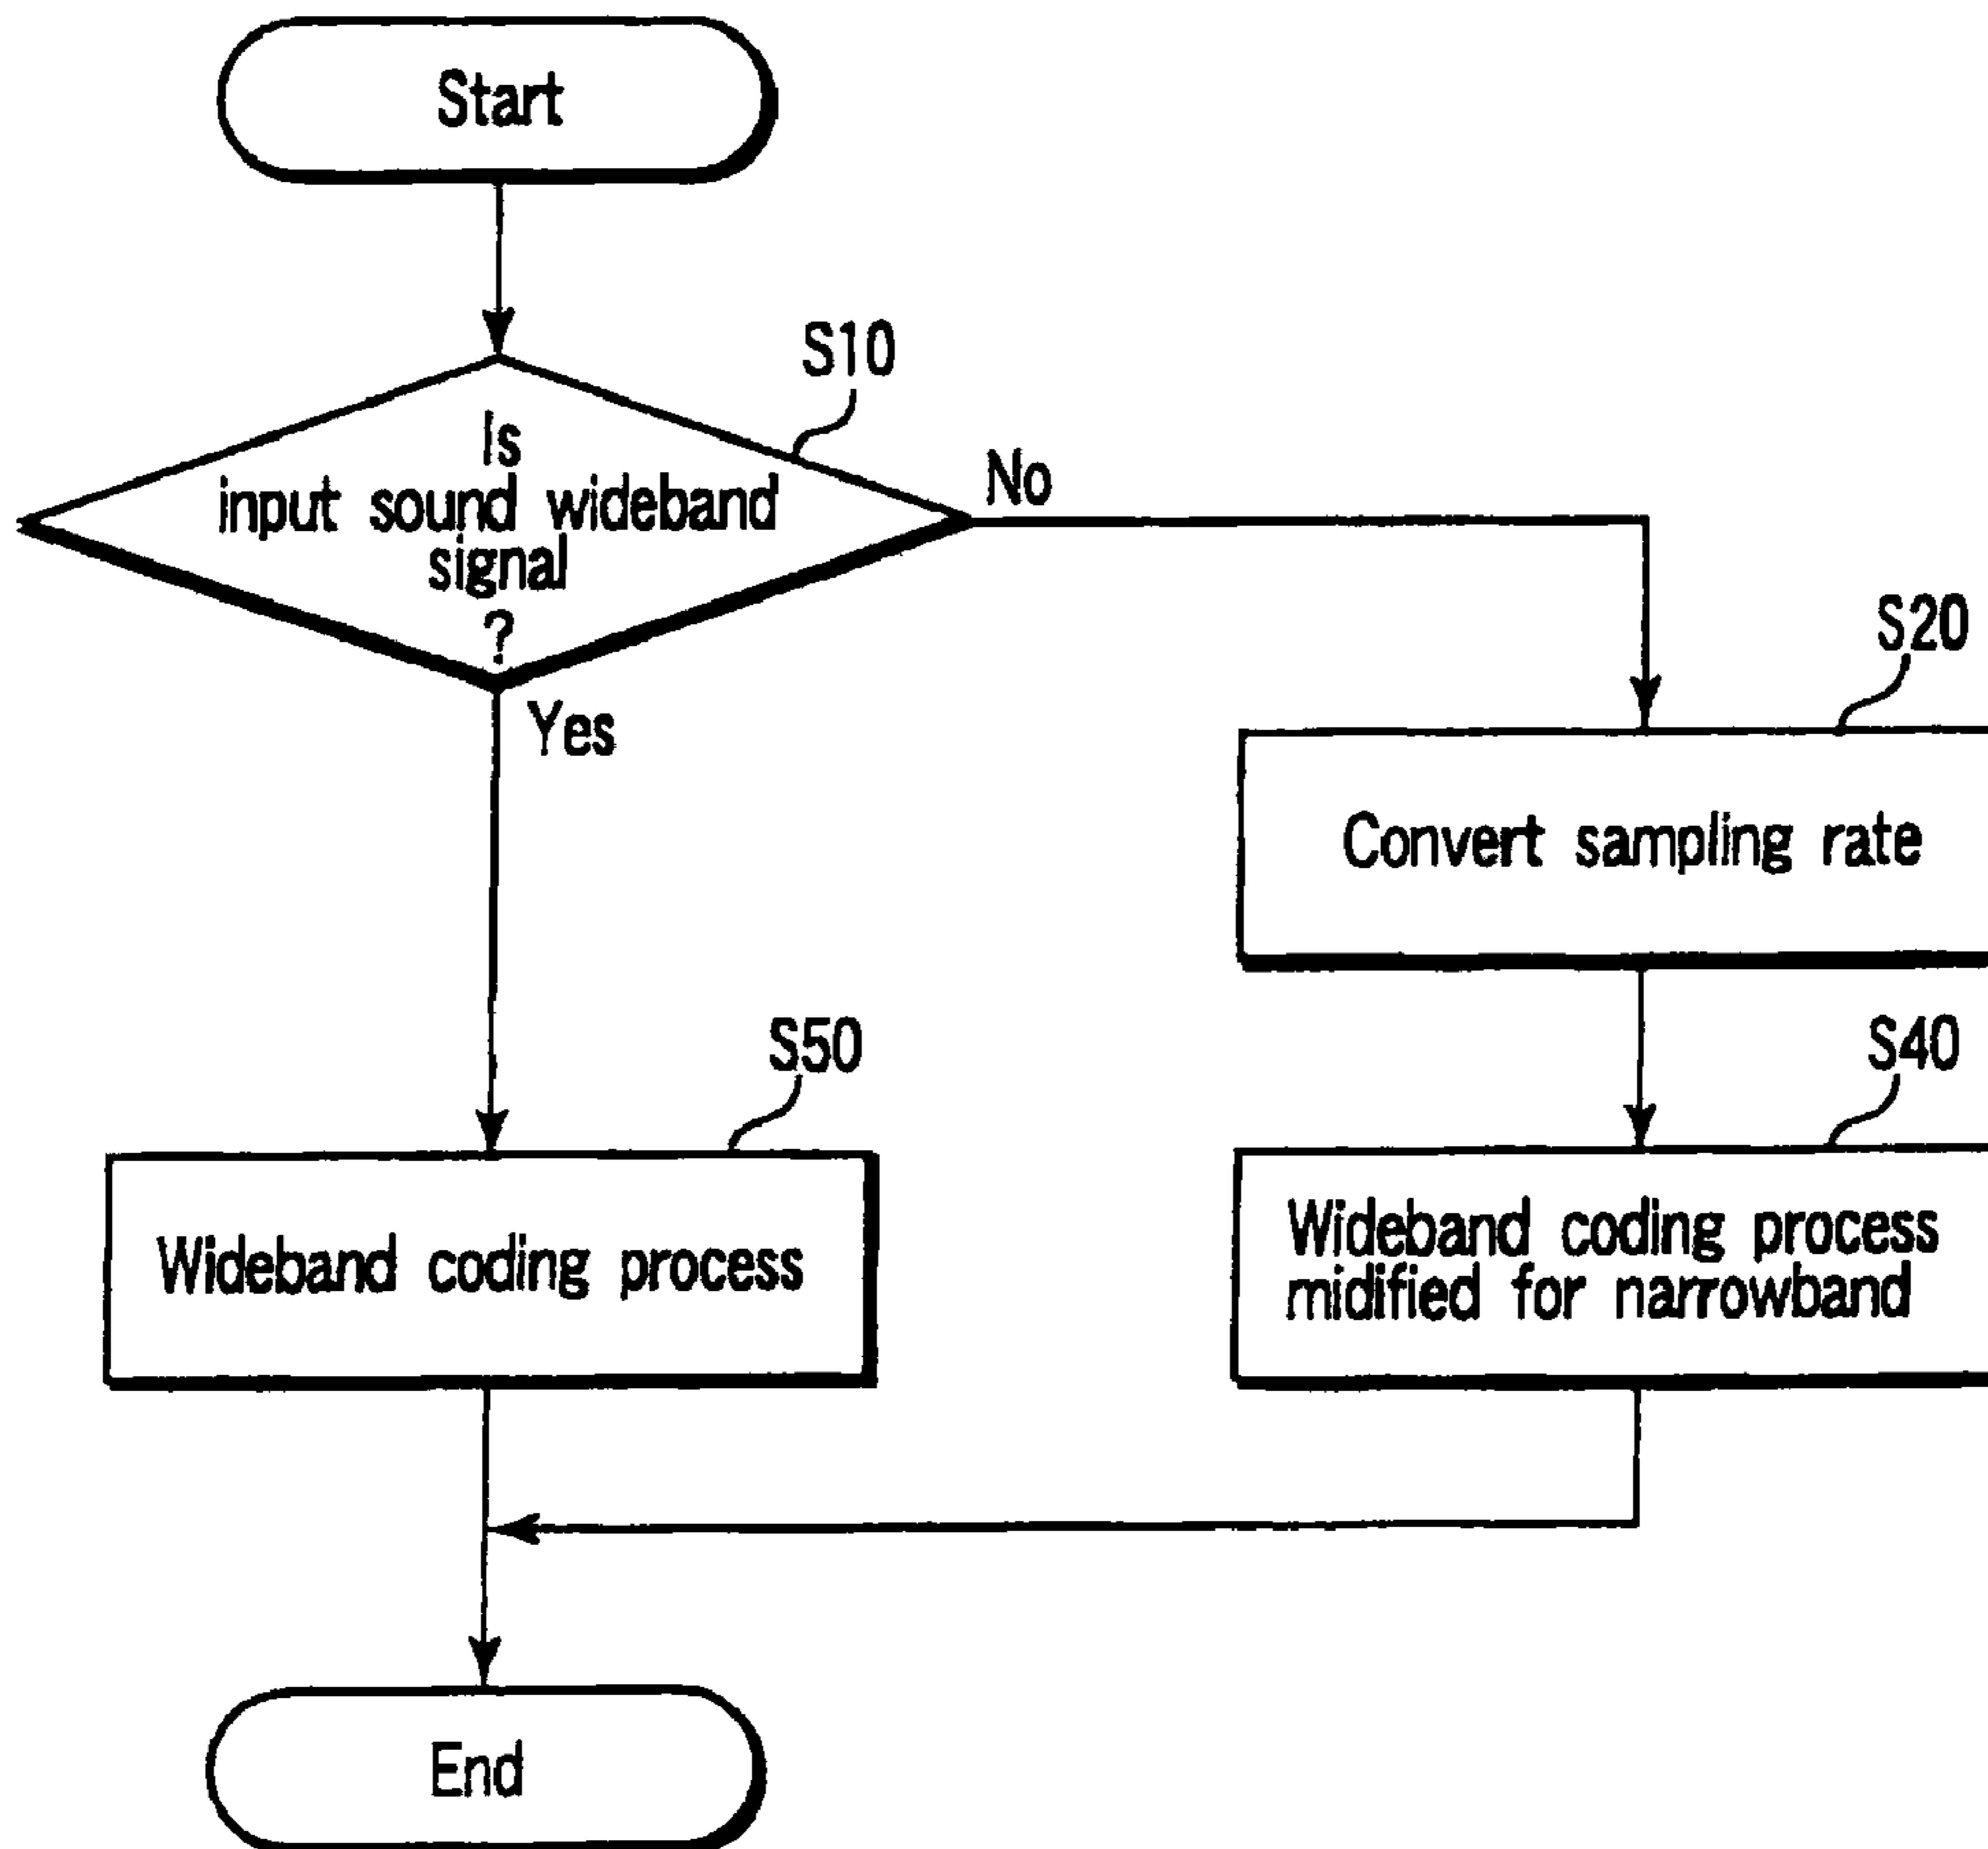 Start
S10
Is
input sound wideband
signal
?
No
Yes
S20
Convert sampling rate
S50
Wideband coding process
S40
Wideband coding process
midified for narrowband
End